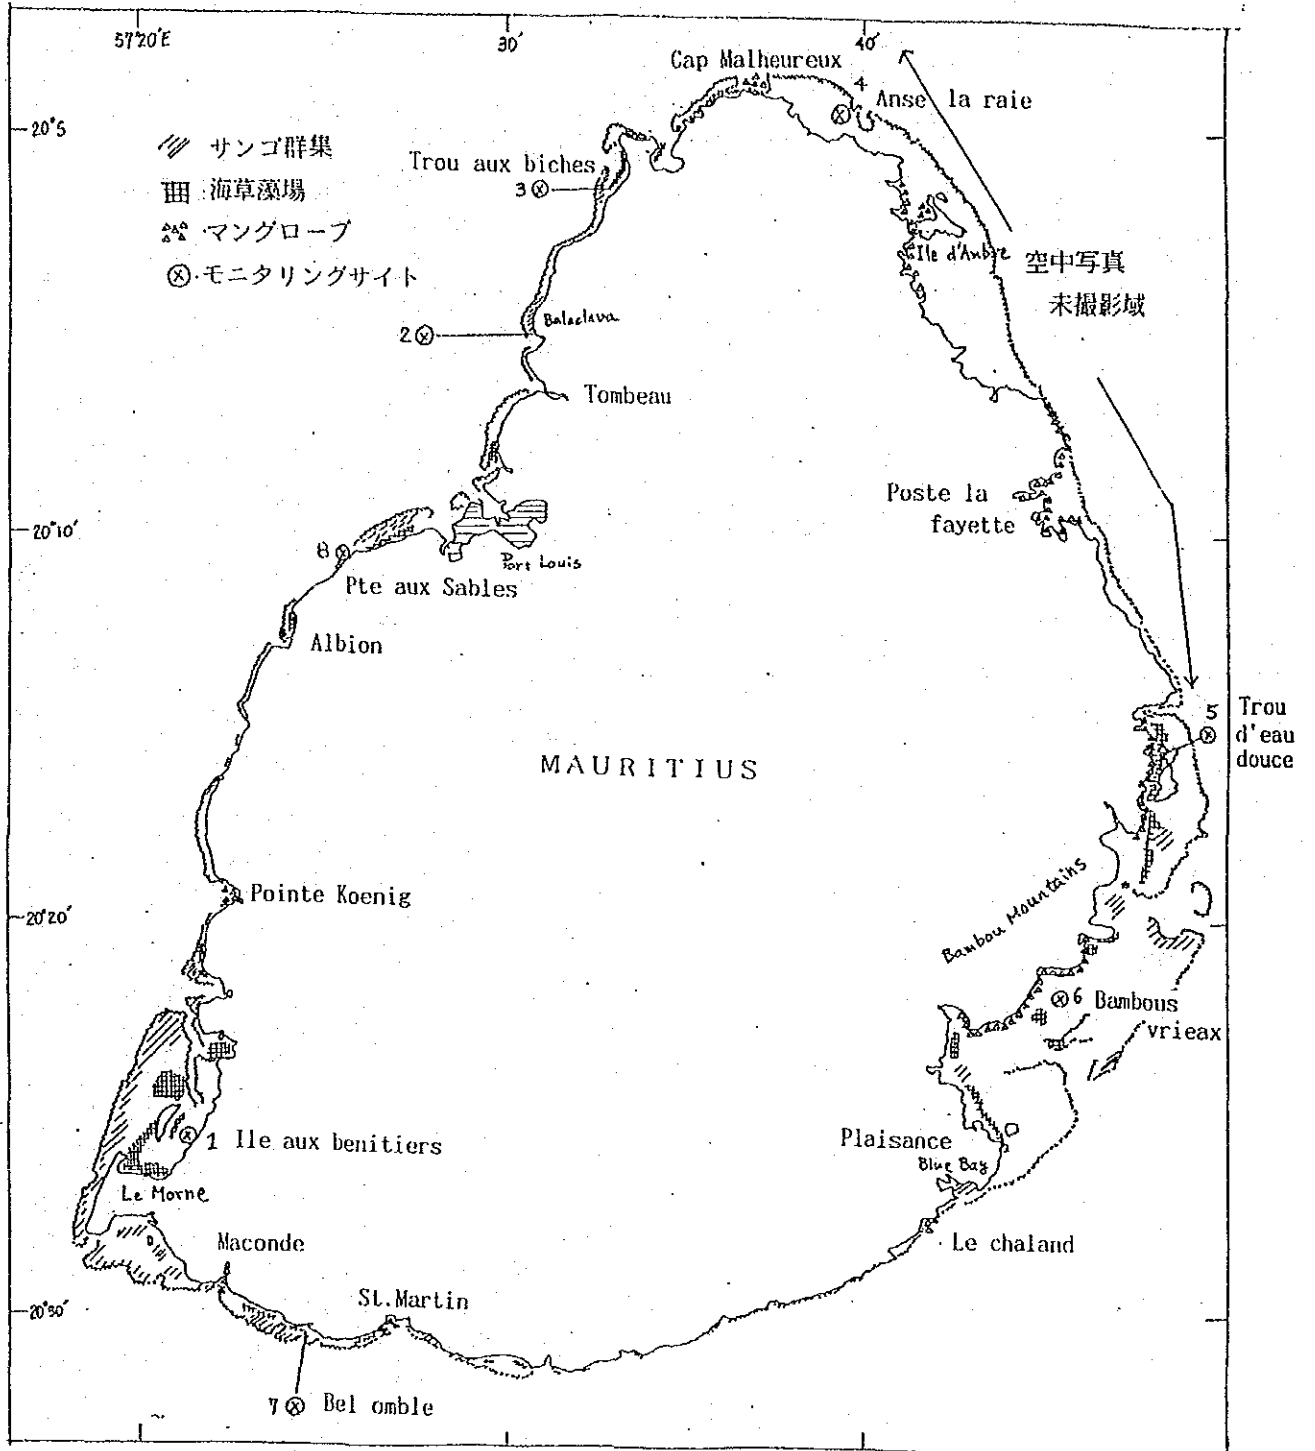 57°20'E
30'
40'
20°5
サンゴ群集
海草藻場
マングローブ
モニタリングサイト
Cap Malheureux
4
Anse la raie
Trou aux biches
3
Ile d'Ambre
空中写真
未撮影域
2
Balaclava
Tombeau
Poste la
fayette
20°10'
8
Port Louis
Pte aux Sables
Albion
5
Trou
d'eau
douce
MAURITIUS
Pointe Koenig
20°20'
Bambou Mountains
6 Bambous
vrieax
1 Ile aux benitiers
Plaisance
Blue Bay
Le Morne
Maconde
Le chaland
St.Martin
20°30'
7 Bel omble